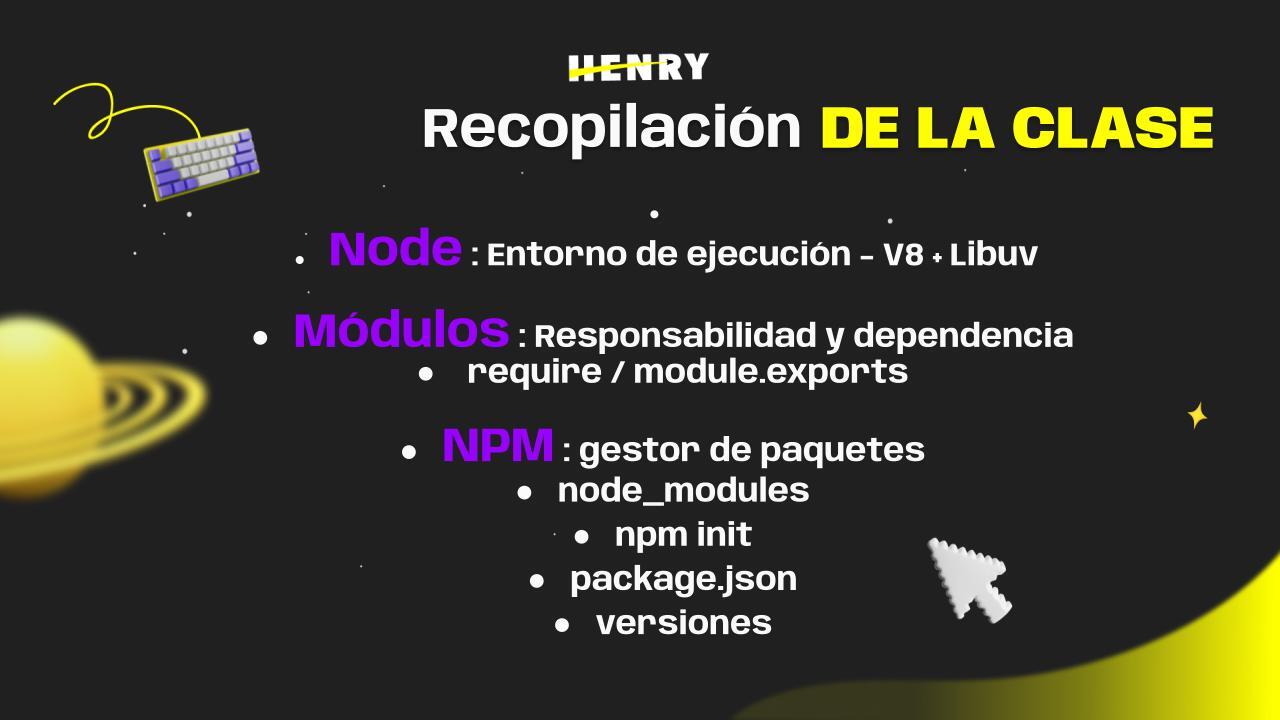 HENRY
Recopilación DE LA CLASE
• Node : Entorno de ejecución - V8 + Libuv
• Módulos : Responsabilidad y dependencia
• require / module.exports
• NPM : gestor de paquetes
• node_modules
• npm init
• package.json
• versiones